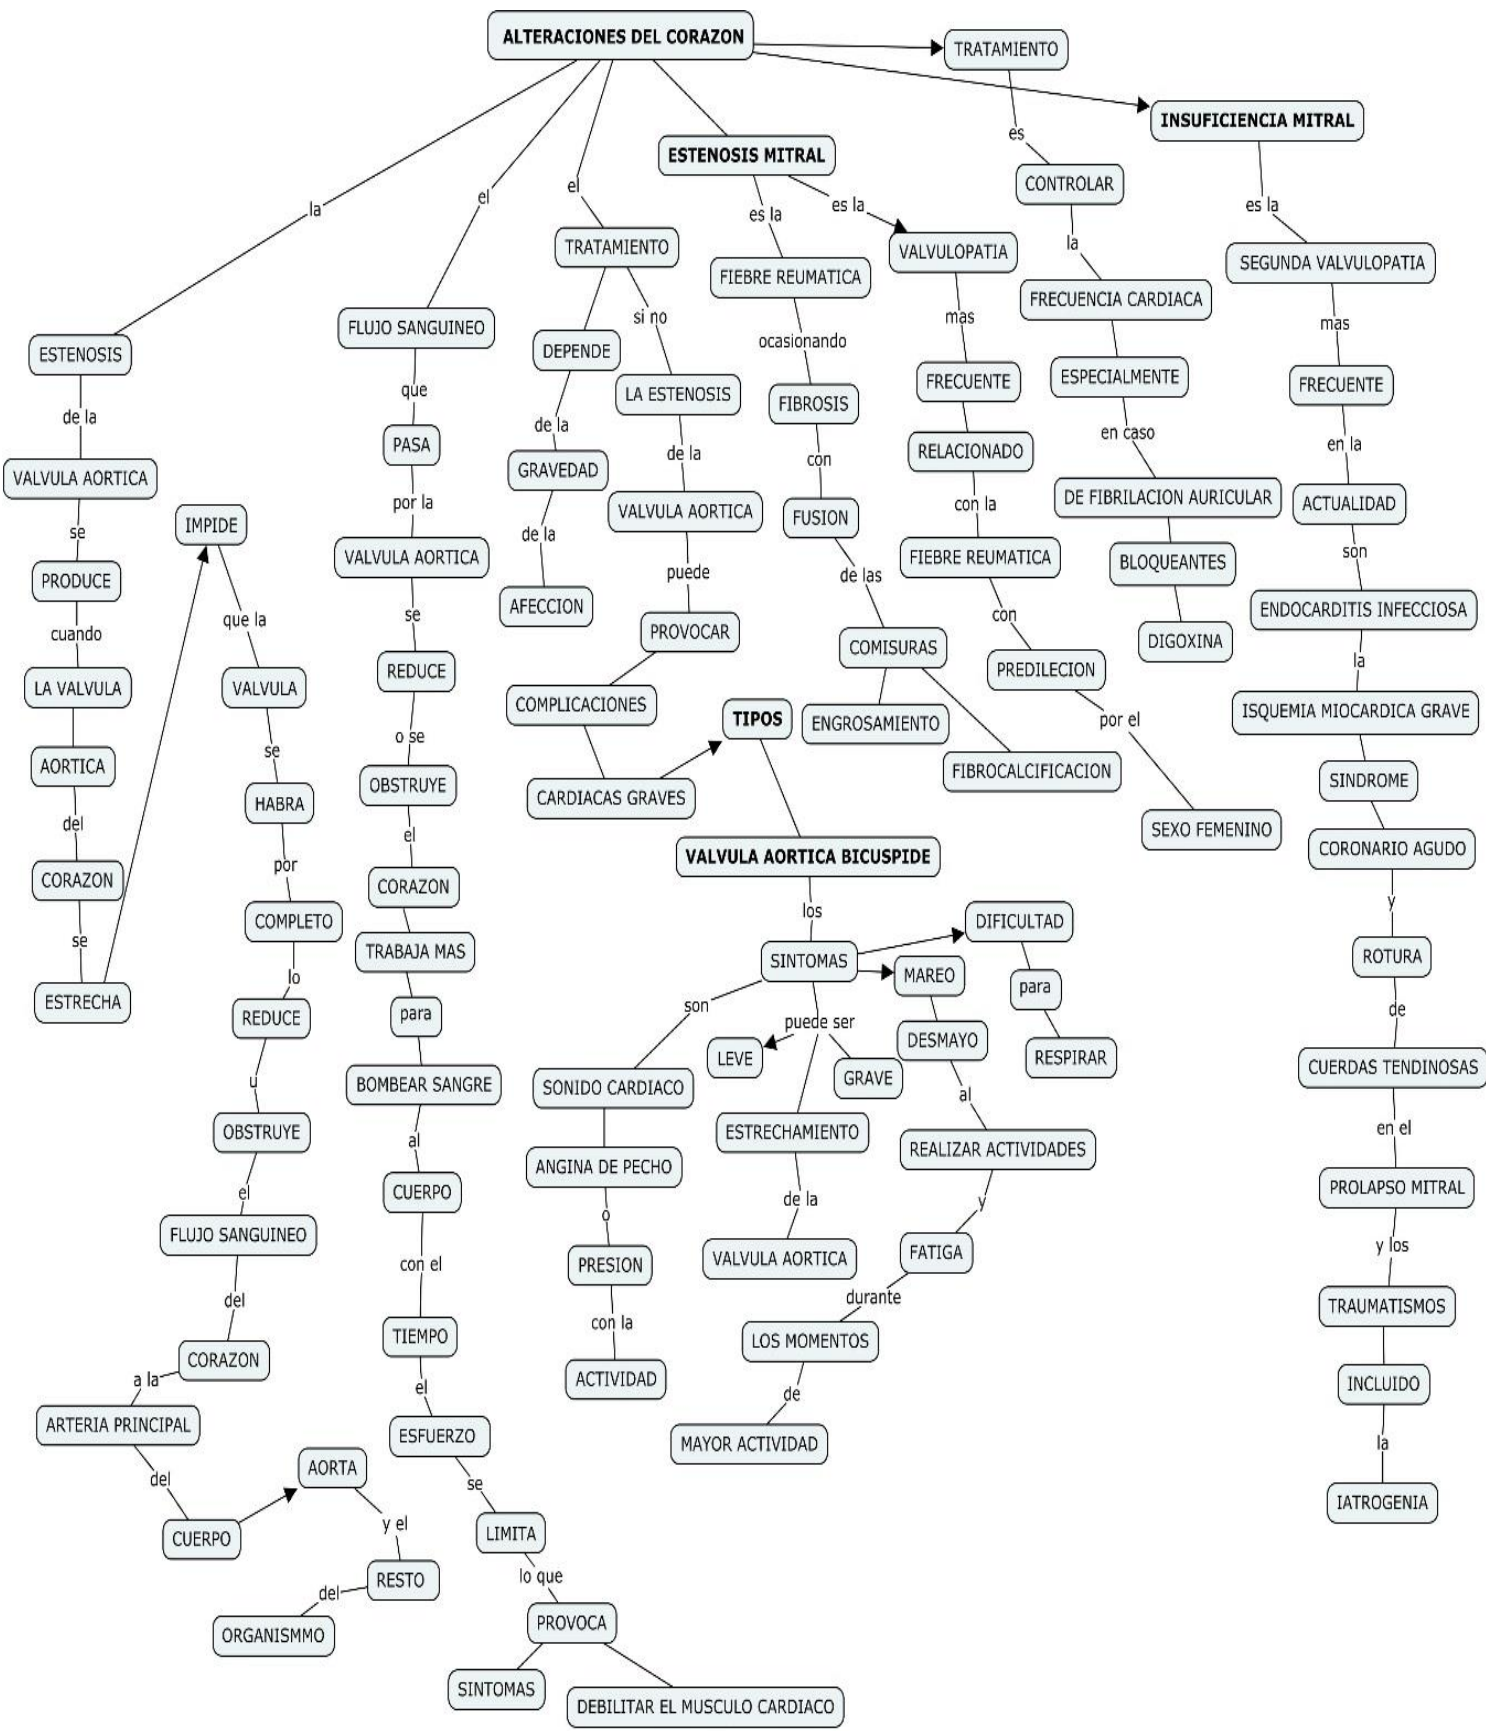 ALTERACIONES DEL CORAZON
la
ESTENOSIS
de la
VALVULA AORTICA
se
PRODUCE
cuando
LA VALVULA
AORTICA
del
CORAZON
se
ESTRECHA
IMPIDE
que la
VALVULA
se
HABRA
por
COMPLETO
lo
REDUCE
u
OBSTRUYE
el
FLUJO SANGUINEO
del
CORAZON
a la
ARTERIA PRINCIPAL
del
CUERPO
AORTA
y el
RESTO
del
ORGANISMMO
el
FLUJO SANGUINEO
que
PASA
por la
VALVULA AORTICA
se
REDUCE
o se
OBSTRUYE
el
CORAZON
TRABAJA MAS
para
BOMBEAR SANGRE
al
CUERPO
con el
TIEMPO
el
ESFUERZO
se
LIMITA
lo que
PROVOCA
SINTOMAS
DEBILITAR EL MUSCULO CARDIACO
el
TRATAMIENTO
DEPENDE
de la
GRAVEDAD
de la
AFECCION
si no
LA ESTENOSIS
de la
VALVULA AORTICA
puede
PROVOCAR
COMPLICACIONES
CARDIACAS GRAVES
TIPOS
VALVULA AORTICA BICUSPIDE
los
SINTOMAS
son
SONIDO CARDIACO
ANGINA DE PECHO
o
PRESION
con la
ACTIVIDAD
puede ser
LEVE
GRAVE
ESTRECHAMIENTO
de la
VALVULA AORTICA
MAREO
DESMAYO
al
REALIZAR ACTIVIDADES
y
FATIGA
durante
LOS MOMENTOS
de
MAYOR ACTIVIDAD
DIFICULTAD
para
RESPIRAR
ESTENOSIS MITRAL
es la
FIEBRE REUMATICA
ocasionando
FIBROSIS
con
FUSION
de las
COMISURAS
ENGROSAMIENTO
FIBROCALCIFICACION
es la
VALVULOPATIA
mas
FRECUENTE
RELACIONADO
con la
FIEBRE REUMATICA
con
PREDILECION
por el
SEXO FEMENINO
TRATAMIENTO
es
CONTROLAR
la
FRECUENCIA CARDIACA
ESPECIALMENTE
en caso
DE FIBRILACION AURICULAR
BLOQUEANTES
DIGOXINA
INSUFICIENCIA MITRAL
es la
SEGUNDA VALVULOPATIA
mas
FRECUENTE
en la
ACTUALIDAD
son
ENDOCARDITIS INFECCIOSA
la
ISQUEMIA MIOCARDICA GRAVE
SINDROME
CORONARIO AGUDO
y
ROTURA
de
CUERDAS TENDINOSAS
en el
PROLAPSO MITRAL
y los
TRAUMATISMOS
INCLUIDO
la
IATROGENIA